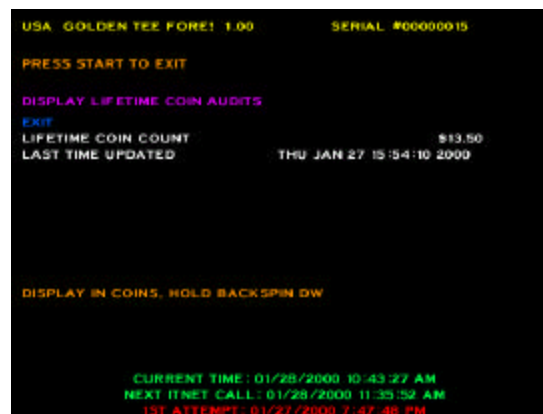 USA GOLDEN TEE FORE! 1.00 SERIAL #00000015
PRESS START TO EXIT
DISPLAY LIFETIME COIN AUDITS
EXIT
LIFETIME COIN COUNT $13.50
LAST TIME UPDATED THU JAN 27 15:54:10 2000
DISPLAY IN COINS, HOLD BACKSPIN DW
CURRENT TIME: 01/28/2000 10:43:27 AM
NEXT ITNET CALL: 01/28/2000 11:35:52 AM
1ST ATTEMPT: 01/27/2000 7:47:48 PM